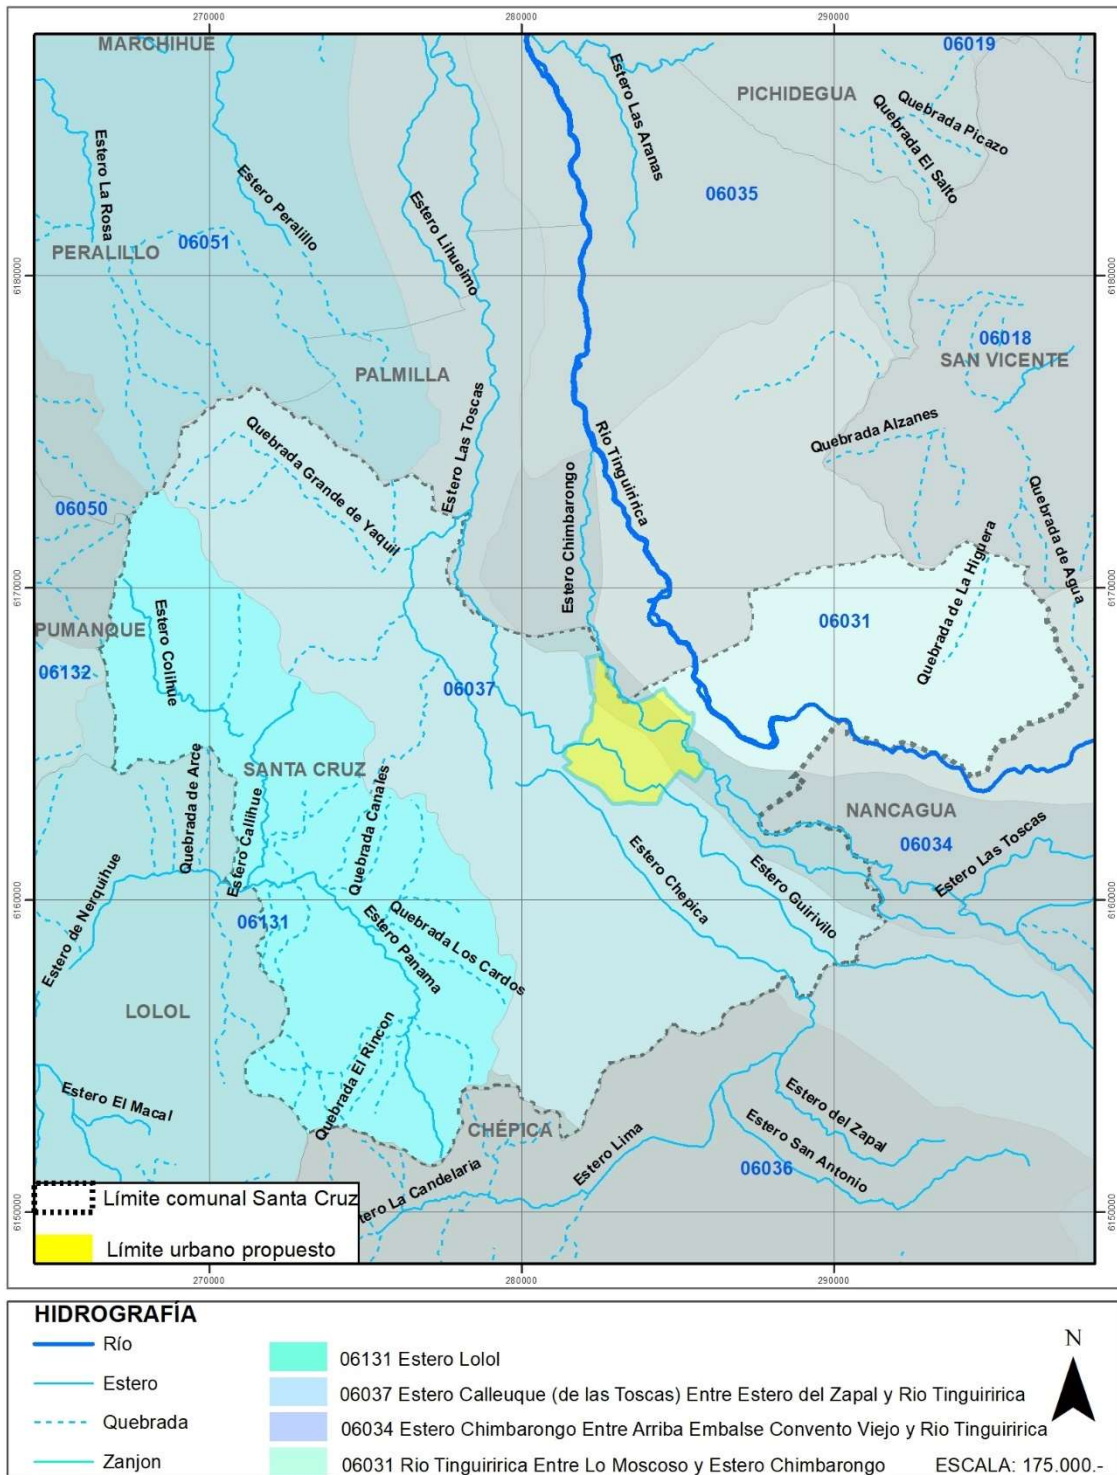 270000
280000
290000
MARCHIHUE
06019
PICHIDEGUA
Estero Las Aranas
Quebrada Picazo
Quebrada El Salto
Estero La Rosa
Estero Peralillo
Estero Lihueimo
06035
PERALILLO
06051
6180000
6180000
06018
SAN VICENTE
PALMILLA
Estero Las Toscas
Rio Tinguiririca
Quebrada Alzanes
Quebrada Grande de Yaquil
Estero Chimbarongo
06050
Quebrada de Agua
Quebrada de La Higuera
6170000
6170000
06031
PUMANQUE
Estero Colihue
06132
06037
SANTA CRUZ
Quebrada de Arce
Estero Callihue
Quebrada Canales
NANCAGUA
06034
Estero Las Toscas
Estero Chepica
Estero Guirivilo
6160000
6160000
Estero de Nerquihue
06131
Quebrada Los Cardos
Estero Panama
LOLOL
Quebrada El Rincon
Estero El Macal
CHÉPICA
Estero Lima
Estero del Zapal
Estero San Antonio
06036
tero La Candelaria
6150000
6150000
Límite comunal Santa Cruz
Límite urbano propuesto
270000
280000
290000
HIDROGRAFÍA
Río
Estero
Quebrada
Zanjon
06131 Estero Lolol
06037 Estero Calleuque (de las Toscas) Entre Estero del Zapal y Rio Tinguiririca
06034 Estero Chimbarongo Entre Arriba Embalse Convento Viejo y Rio Tinguiririca
06031 Rio Tinguiririca Entre Lo Moscoso y Estero Chimbarongo
N
ESCALA: 175.000.-